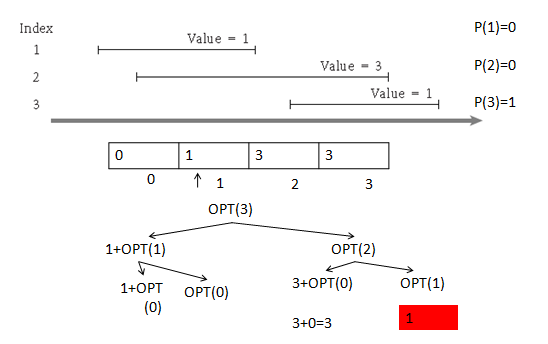 Index
1 Value = 1 P(1)=0
2 Value = 3 P(2)=0
3 Value = 1 P(3)=1
0 1 3 3
0 1 2 3
OPT(3)
1+OPT(1) OPT(2)
1+OPT
(0)
OPT(0)
3+OPT(0) OPT(1)
3+0=3 1